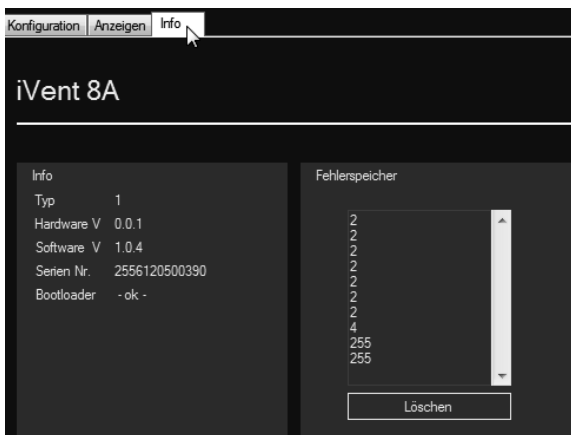 Konfiguration Anzeigen Info
iVent 8A
Info
Typ 1
Hardware V 0.0.1
Software V 1.0.4
Serien Nr. 2556120500390
Bootloader - ok -
Fehlerspeicher
2
2
2
2
2
2
2
4
255
255
Löschen